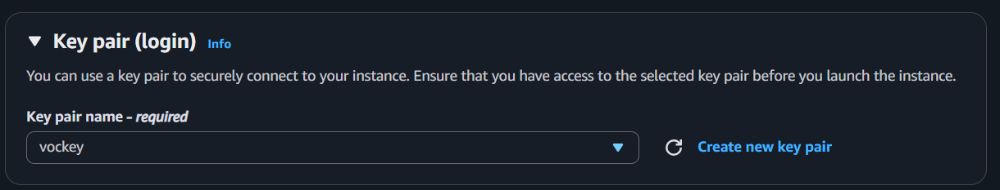 Key pair (login) Info
You can use a key pair to securely connect to your instance. Ensure that you have access to the selected key pair before you launch the instance.
Key pair name - required
vockey
Create new key pair